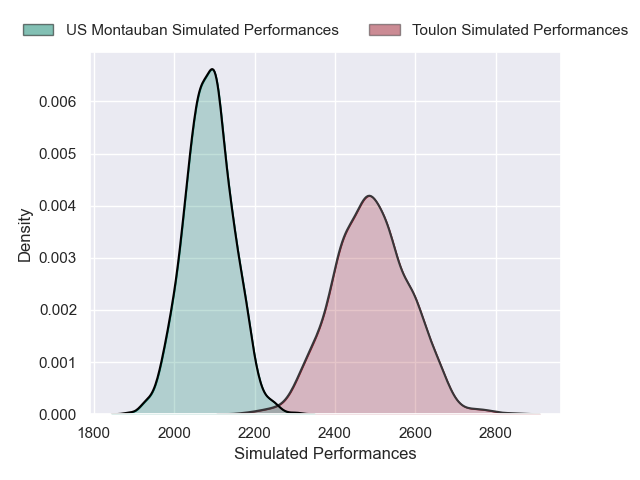 US Montauban Simulated Performances Toulon Simulated Performances
0.006
0.005
0.004
0.003
0.002
0.001
0.000
Density
1800 2000 2200 2400 2600 2800
Simulated Performances